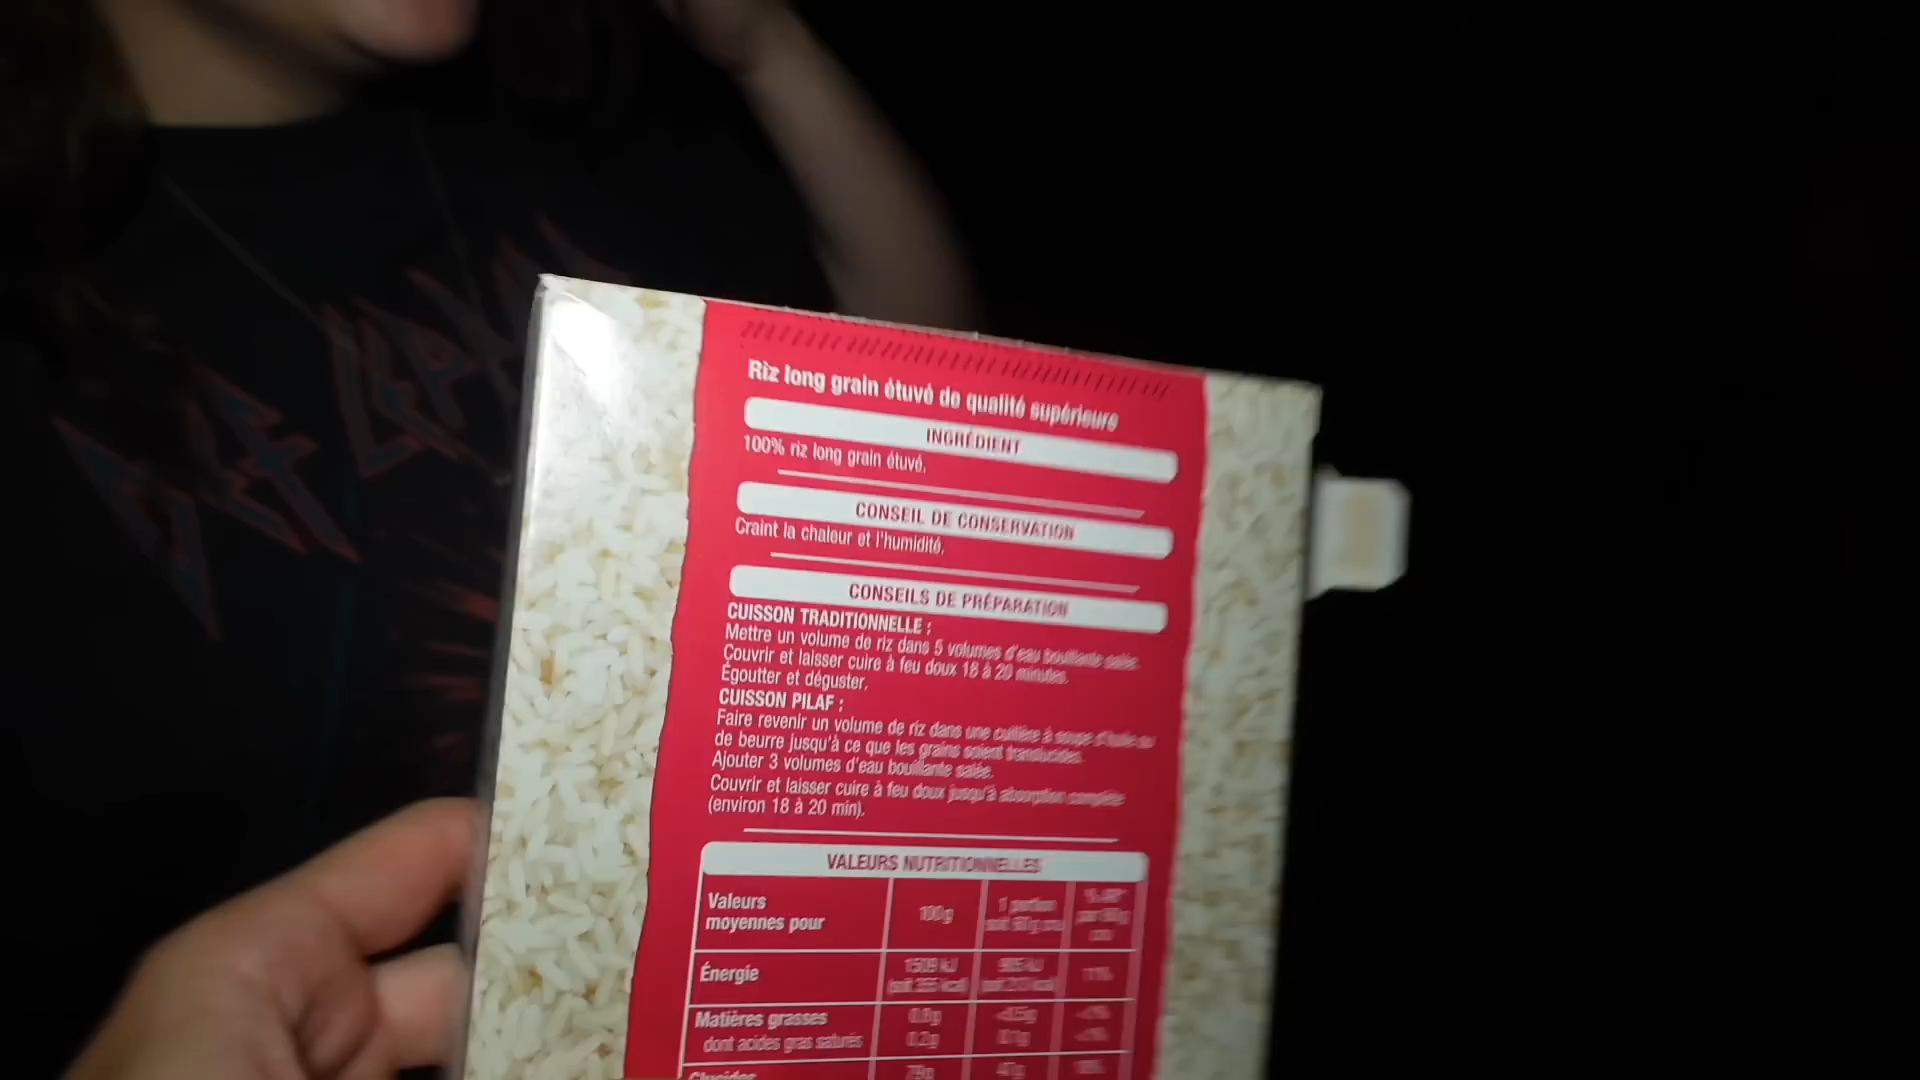 Riz long grain étuvé de qualité supérieure
INGRÉDIENT
100% riz long grain étuvé.
CONSEIL DE CONSERVATION
Craint la chaleur et l'humidité.
CONSEILS DE PRÉPARATION
CUISSON TRADITIONNELLE :
Mettre un volume de riz dans 5 volumes d'eau bouillante salée.
Couvrir et laisser cuire à feu doux 18 à 20 minutes.
Égoutter et déguster.
CUISSON PILAF :
Faire revenir un volume de riz dans une cuillère à soupe d'huile ou
de beurre jusqu'à ce que les grains soient translucides.
Ajouter 3 volumes d'eau bouillante salée.
Couvrir et laisser cuire à feu doux jusqu'à absorption complète
(environ 18 à 20 min).
VALEURS NUTRITIONNELLES
Valeurs
moyennes pour
100g
1 portion
Énergie
1509 kJ
Matières grasses
0,8g
dont acides gras saturés
0,2g
Glucides
DEF LEPP